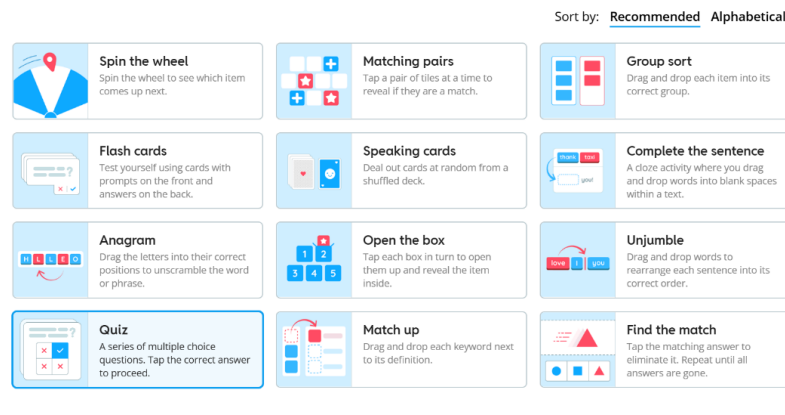 Sort by: Recommended Alphabetical
Spin the wheel
Spin the wheel to see which item
comes up next.
Matching pairs
Tap a pair of tiles at a time to
reveal if they are a match.
Group sort
Drag and drop each item into its
correct group.
?
Flash cards
Test yourself using cards with
prompts on the front and
answers on the back.
Speaking cards
Deal out cards at random from a
shuffled deck.
mark taxi
you!
Complete the sentence
A cloze activity where you drag
and drop words into blank spaces
within a text.
H L L E O
Anagram
Drag the letters into their correct
positions to unscramble the word
or phrase.
1 2
3 4 5
Open the box
Tap each box in turn to open
them up and reveal the item
inside.
love I you
Unjumble
Drag and drop words to
rearrange each sentence into its
correct order.
?
Quiz
A series of multiple choice
questions. Tap the correct answer
to proceed.
Match up
Drag and drop each keyword next
to its definition.
Find the match
Tap the matching answer to
eliminate it. Repeat until all
answers are gone.